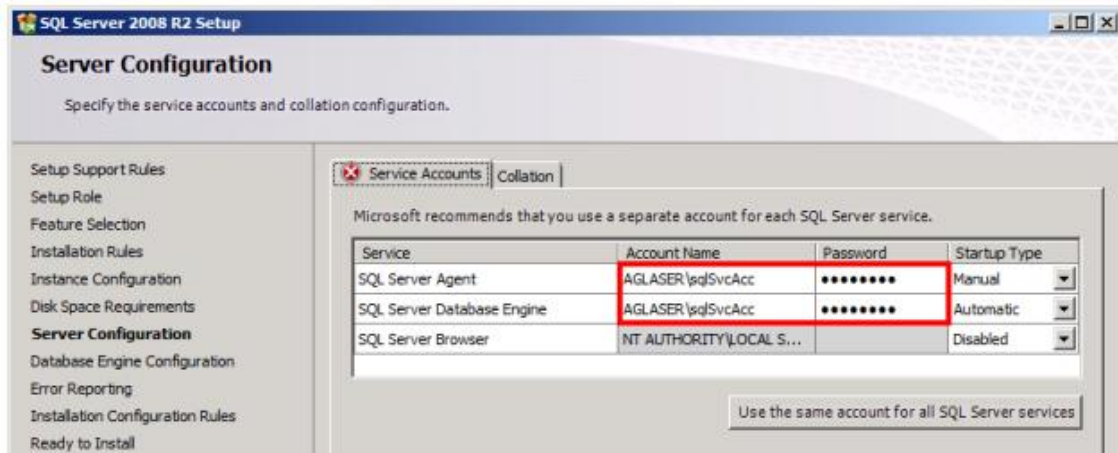 SQL Server 2008 R2 Setup
Server Configuration
Specify the service accounts and collation configuration.
Setup Support Rules
Setup Role
Feature Selection
Installation Rules
Instance Configuration
Disk Space Requirements
Server Configuration
Database Engine Configuration
Error Reporting
Installation Configuration Rules
Ready to Install
Service Accounts Collation
Microsoft recommends that you use a separate account for each SQL Server service.
Service Account Name Password Startup Type
SQL Server Agent AGLASER\sqlSvcAcc ●●●●●●●● Manual
SQL Server Database Engine AGLASER\sqlSvcAcc ●●●●●●●● Automatic
SQL Server Browser NT AUTHORITY\LOCAL S... Disabled
Use the same account for all SQL Server services